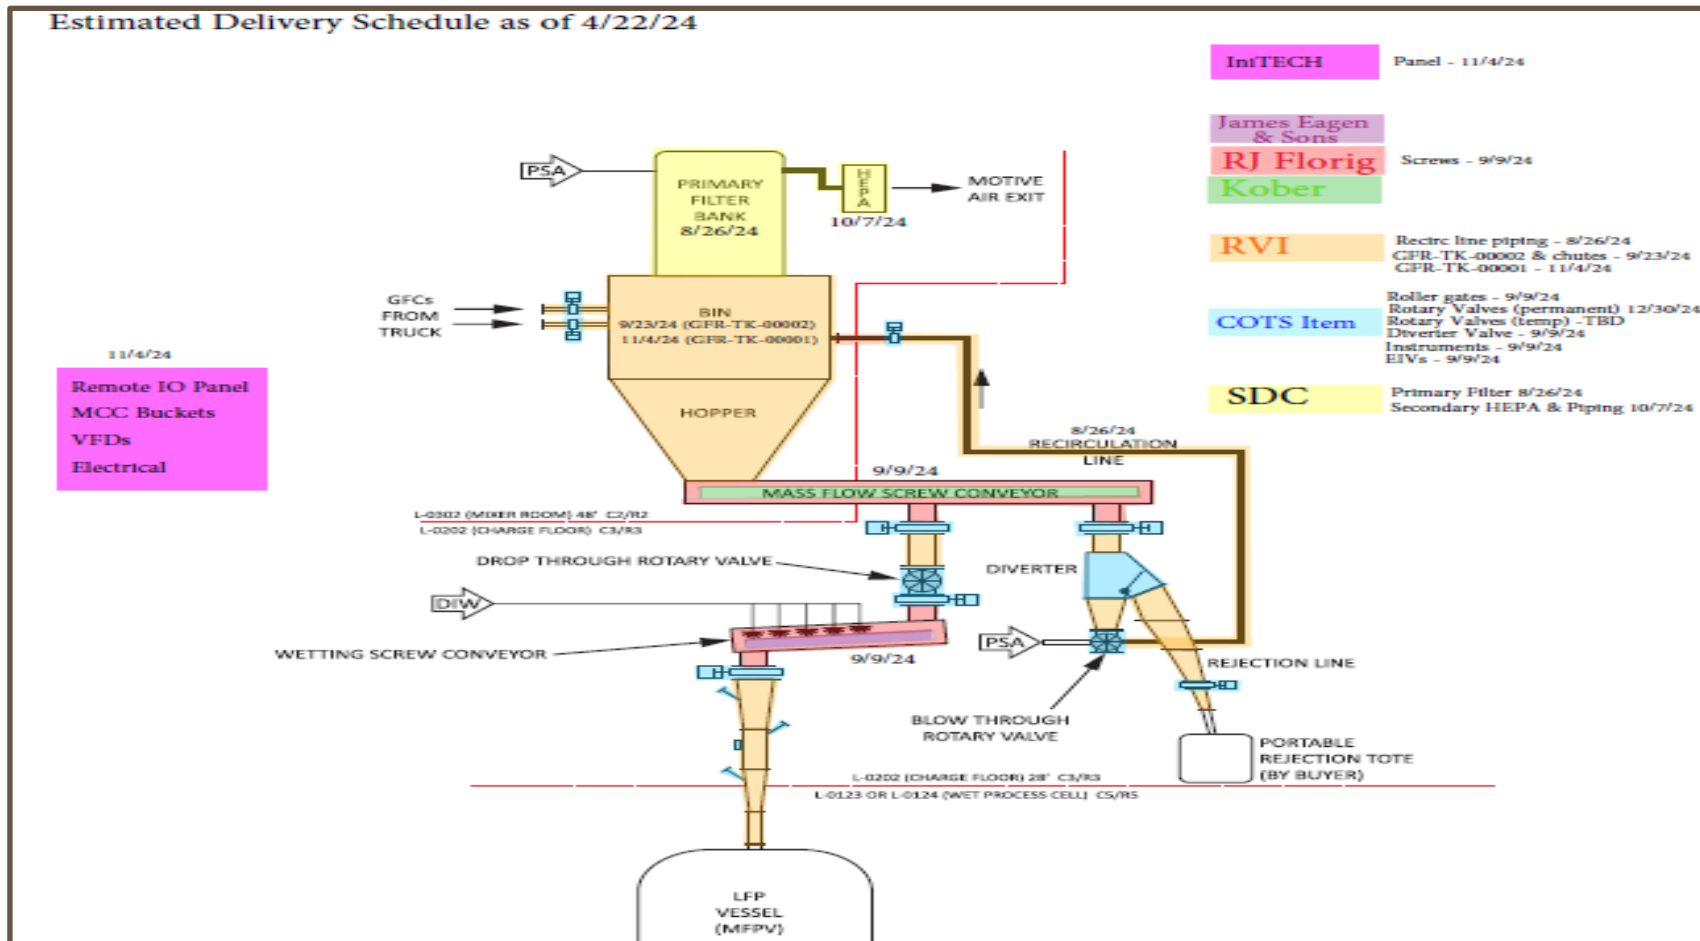 Estimated Delivery Schedule as of 4/22/24
IntTECH
Panel - 11/4/24
James Eagen
& Sons
RJ Florig
Screws - 9/9/24
Kober
RVI
Recirc line piping - 8/26/24
GFR-TK-00002 & chutes - 9/23/24
GFR-TK-00001 - 11/4/24
COTS Item
Roller gates - 9/9/24
Rotary Valves (permanent) 12/30/24
Rotary Valves (temp) -TBD
Diverter Valve - 9/9/24
Instruments - 9/9/24
EIVs - 9/9/24
SDC
Primary Filter 8/26/24
Secondary HEPA & Piping 10/7/24
PSA
PRIMARY
FILTER
BANK
8/26/24
HEPA
10/7/24
MOTIVE
AIR EXIT
GFCs
FROM
TRUCK
BIN
9/23/24 (GFR-TK-00002)
11/4/24 (GFR-TK-00001)
HOPPER
11/4/24
Remote IO Panel
MCC Buckets
VFDs
Electrical
8/26/24
RECIRCULATION
LINE
9/9/24
MASS FLOW SCREW CONVEYOR
L-0302 (MIXER ROOM) 48' C2/R2
L-0202 (CHARGE FLOOR) C3/R3
DROP THROUGH ROTARY VALVE
DIVERTER
DIW
PSA
WETTING SCREW CONVEYOR
9/9/24
REJECTION LINE
BLOW THROUGH
ROTARY VALVE
PORTABLE
REJECTION TOTE
(BY BUYER)
L-0202 (CHARGE FLOOR) 28' C3/R3
L-0123 OR L-0124 (WET PROCESS CELL) C5/R5
LFP
VESSEL
(MFPV)